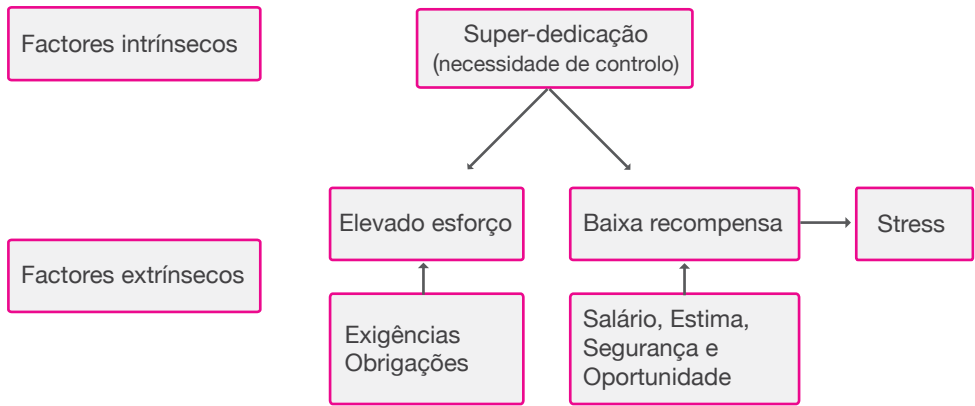 Factores intrínsecos
Super-dedicação
(necessidade de controlo)
Elevado esforço
Baixa recompensa
Stress
Factores extrínsecos
Exigências
Obrigações
Salário, Estima,
Segurança e
Oportunidade